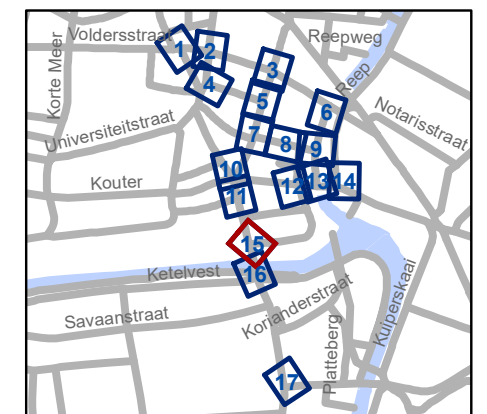 Voldersstraat
Reepweg
Korte Meer
1
2
3
4
Reep
5
6
Notarisstraat
Universiteitstraat
7
8
9
10
Kouter
11
12
13
14
15
Ketelvest
16
Korianderstraat
Kuiperskaai
Savaanstraat
Platteberg
17